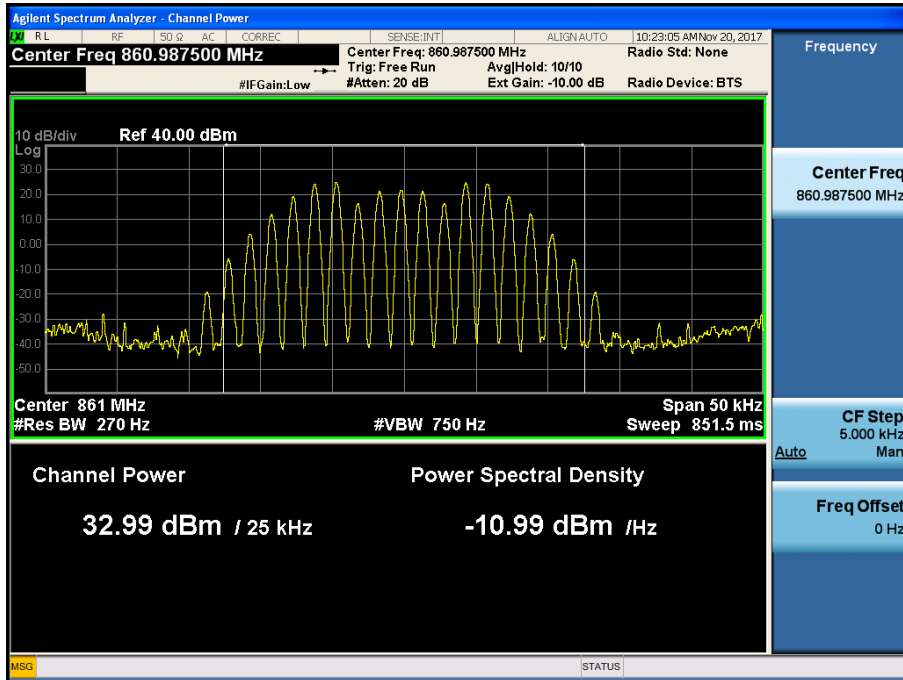 Agilent Spectrum Analyzer - Channel Power
LXI RL RF 50 Ω AC CORREC SENSE:INT ALIGN AUTO 10:23:05 AM Nov 20, 2017
Center Freq 860.987500 MHz
Center Freq: 860.987500 MHz Radio Std: None
Trig: Free Run Avg|Hold: 10/10
#IFGain:Low #Atten: 20 dB Ext Gain: -10.00 dB Radio Device: BTS
10 dB/div Ref 40.00 dBm
Log
30.0
20.0
10.0
0.00
-10.0
-20.0
-30.0
-40.0
-50.0
Center 861 MHz Span 50 kHz
#Res BW 270 Hz #VBW 750 Hz Sweep 851.5 ms
Channel Power Power Spectral Density
32.99 dBm / 25 kHz -10.99 dBm /Hz
Frequency
Center Freq
860.987500 MHz
CF Step
5.000 kHz
Auto Man
Freq Offset
0 Hz
MSG STATUS